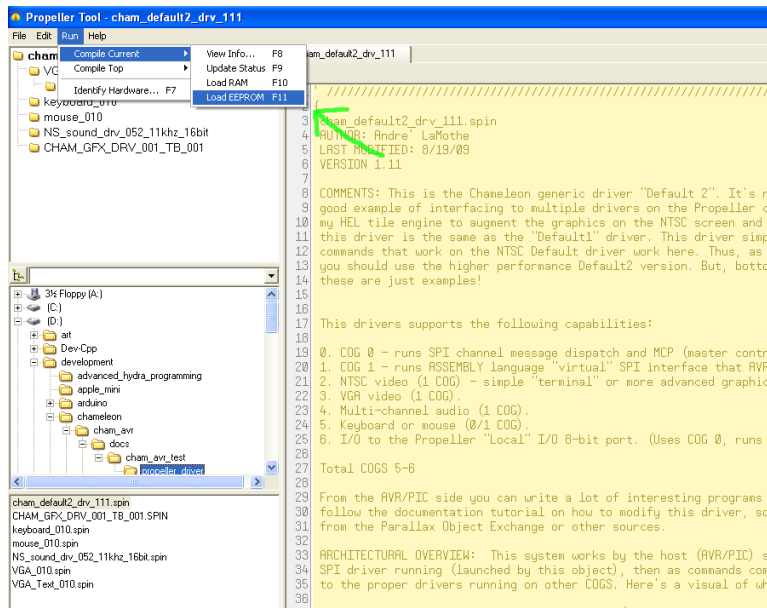 Propeller Tool - cham_default2_drv_111
File Edit Run Help
Compile Current
Compile Top
Identify Hardware... F7
View Info... F8
Update Status F9
Load RAM F10
Load EEPROM F11
cham
VG
keyboard_010
mouse_010
NS_sound_drv_052_11khz_16bit
CHAM_GFX_DRV_001_TB_001
3½ Floppy (A:)
(C:)
(D:)
art
Dev-Cpp
development
advanced_hydra_programming
apple_mini
arduino
chameleon
cham_avr
docs
cham_avr_test
propeller_driver
cham_default2_drv_111.spin
CHAM_GFX_DRV_001_TB_001.SPIN
keyboard_010.spin
mouse_010.spin
NS_sound_drv_052_11khz_16bit.spin
VGA_010.spin
VGA_Text_010.spin
am_default2_drv_111
' ////////////////////////////////////////////////////////////////////
{
3 cham_default2_drv_111.spin
4 AUTHOR: Andre' LaMothe
5 LAST MODIFIED: 8/19/09
6 VERSION 1.11
7
8 COMMENTS: This is the Chameleon generic driver "Default 2". It's
9 good example of interfacing to multiple drivers on the Propeller
10 my HEL tile engine to augment the graphics on the NTSC screen and
11 this driver is the same as the "Default1" driver. This driver
12 commands that work on the NTSC Default driver work here. Thus, as
13 you should use the higher performance Default2 version. But,
14 these are just examples!
15
16
17 This drivers supports the following capabilities:
18
19 0. COG 0 - runs SPI channel message dispatch and MCP (master
20 1. COG 1 - runs ASSEMBLY language "virtual" SPI interface that AVR
21 2. NTSC video (1 COG) - simple "terminal" or more advanced
22 3. VGA video (1 COG).
23 4. Multi-channel audio (1 COG).
24 5. Keyboard or mouse (0/1 COG).
25 6. I/O to the Propeller "Local" I/O 8-bit port. (Uses COG 0, runs
26
27 Total COGS 5-6
28
29 From the AVR/PIC side you can write a lot of interesting programs
30 follow the documentation tutorial on how to modify this driver,
31 from the Parallax Object Exchange or other sources.
32
33 ARCHITECTURAL OVERVIEW: This system works by the host (AVR/PIC)
34 SPI driver running (launched by this object), then as commands
35 to the proper drivers running on other COGS. Here's a visual of
36